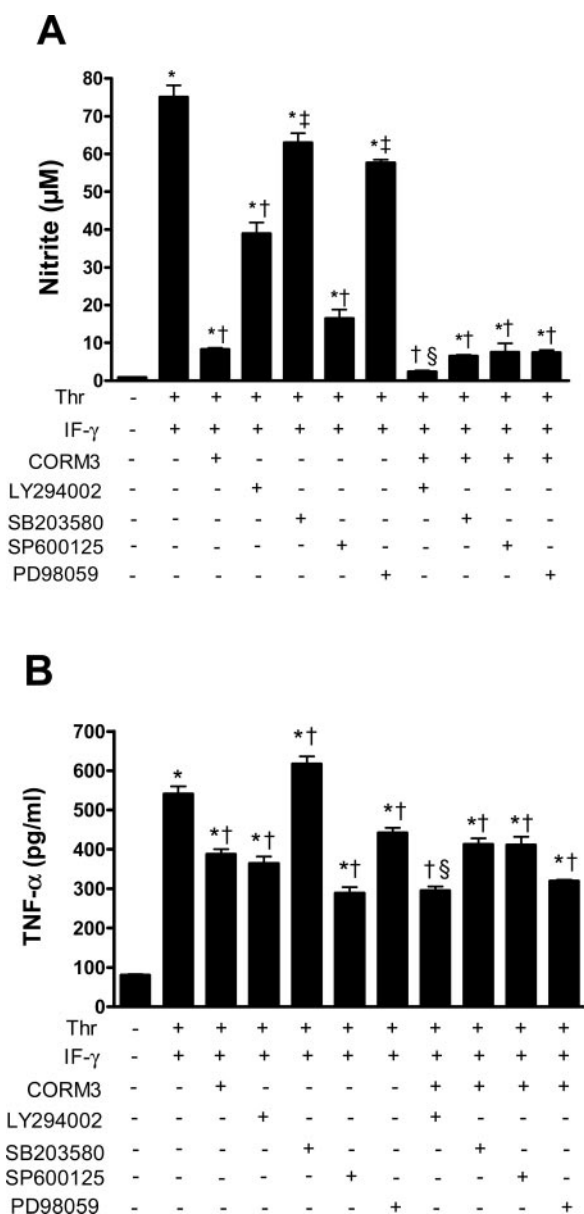 A
80
*
70
*‡
*‡
60
50
*†
40
30
*†
20
*†
*†
*†
*†
10
†§
0
Nitrite (µM)
Thr - + + + + + + + + + +
IF-γ - + + + + + + + + + +
CORM3 - - + - - - - + + + +
LY294002 - - - + - - - + - - -
SB203580 - - - - + - - - + - -
SP600125 - - - - - + - - - + -
PD98059 - - - - - - + - - - +
B
700
*†
600
*
500
*†
*†
*†
*†
*†
400
*†
*†
†§
300
200
100
0
TNF-α (pg/ml)
Thr - + + + + + + + + + +
IF-γ - + + + + + + + + + +
CORM3 - - + - - - - + + + +
LY294002 - - - + - - - + - - -
SB203580 - - - - + - - - + - -
SP600125 - - - - - + - - - + -
PD98059 - - - - - - + - - - +